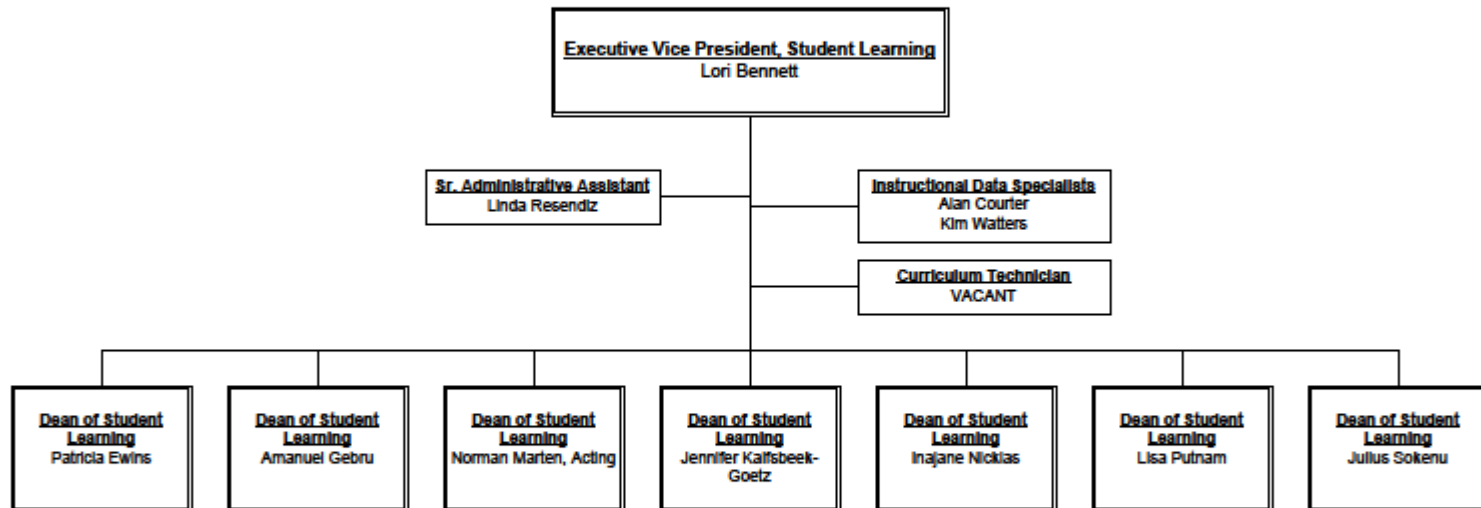 Executive Vice President, Student Learning
Lori Bennett
Sr. Administrative Assistant
Linda Resendiz
Instructional Data Specialists
Alan Courter
Kim Watters
Curriculum Technician
VACANT
Dean of Student
Learning
Patricia Ewins
Dean of Student
Learning
Amanuel Gebru
Dean of Student
Learning
Norman Marten, Acting
Dean of Student
Learning
Jennifer Kalfsbeek-
Goetz
Dean of Student
Learning
Inajane Nicklas
Dean of Student
Learning
Lisa Putnam
Dean of Student
Learning
Julius Sokenu